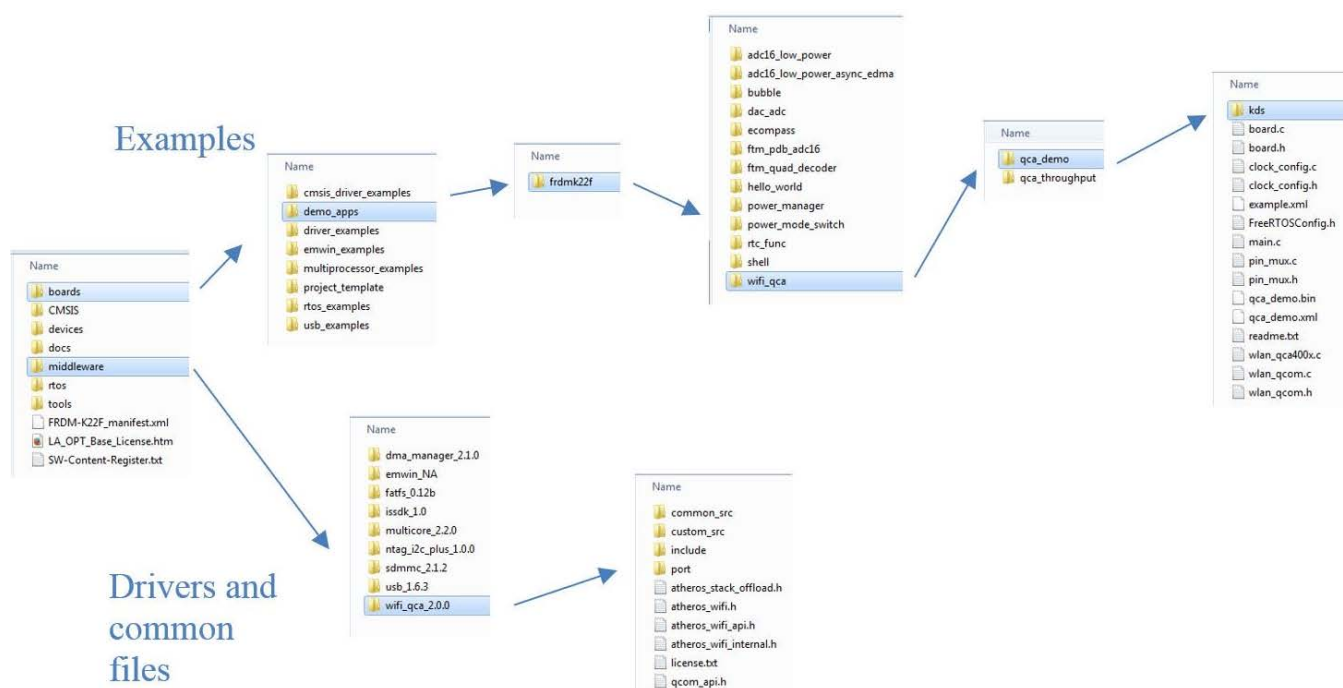 Examples
Name
boards
CMSIS
devices
docs
middleware
rtos
tools
FRDM-K22F_manifest.xml
LA_OPT_Base_License.htm
SW-Content-Register.txt
Name
cmsis_driver_examples
demo_apps
driver_examples
emwin_examples
multiprocessor_examples
project_template
rtos_examples
usb_examples
Name
frdmk22f
Name
adc16_low_power
adc16_low_power_async_edma
bubble
dac_adc
ecompass
ftm_pdb_adc16
ftm_quad_decoder
hello_world
power_manager
power_mode_switch
rtc_func
shell
wifi_qca
Name
qca_demo
qca_throughput
Name
kds
board.c
board.h
clock_config.c
clock_config.h
example.xml
FreeRTOSConfig.h
main.c
pin_mux.c
pin_mux.h
qca_demo.bin
qca_demo.xml
readme.txt
wlan_qca400x.c
wlan_qcom.c
wlan_qcom.h
Drivers and
common
files
Name
dma_manager_2.1.0
emwin_NA
fatfs_0.12b
issdk_1.0
multicore_2.2.0
ntag_i2c_plus_1.0.0
sdmmc_2.1.2
usb_1.6.3
wifi_qca_2.0.0
Name
common_src
custom_src
include
port
atheros_stack_offload.h
atheros_wifi.h
atheros_wifi_api.h
atheros_wifi_internal.h
license.txt
qcom_api.h